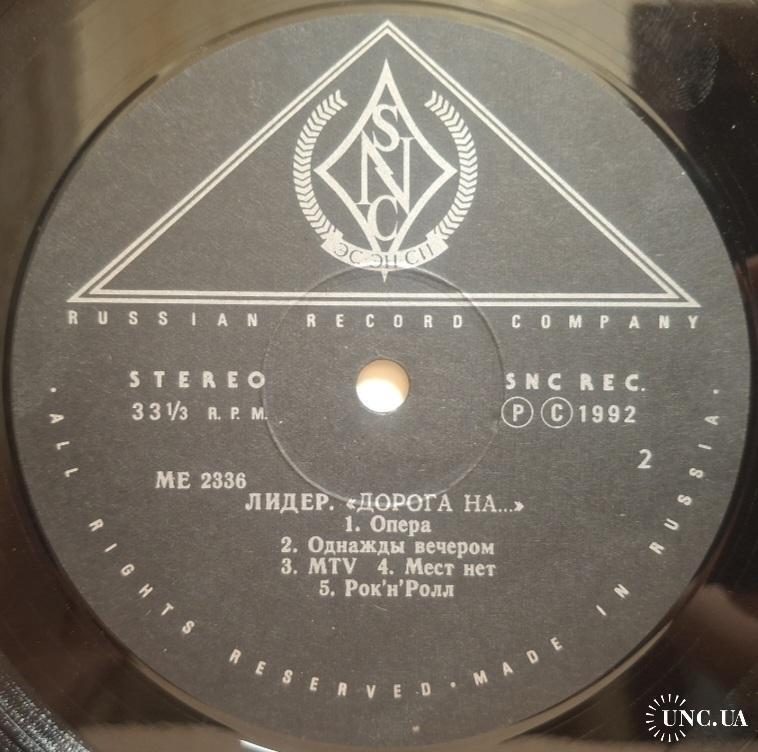 SNC
ЭС ЭН СИ
RUSSIAN RECORD COMPANY
STEREO
33 1/3 R.P.M.
SNC REC.
Ⓟ Ⓒ 1992
2
ME 2336
ЛИДЕР. «ДОРОГА НА...»
1. Опера
2. Однажды вечером
3. MTV 4. Мест нет
5. Рок'н'Ролл
· ALL RIGHTS RESERVED · MADE IN RUSSIA ·
UNC.UA